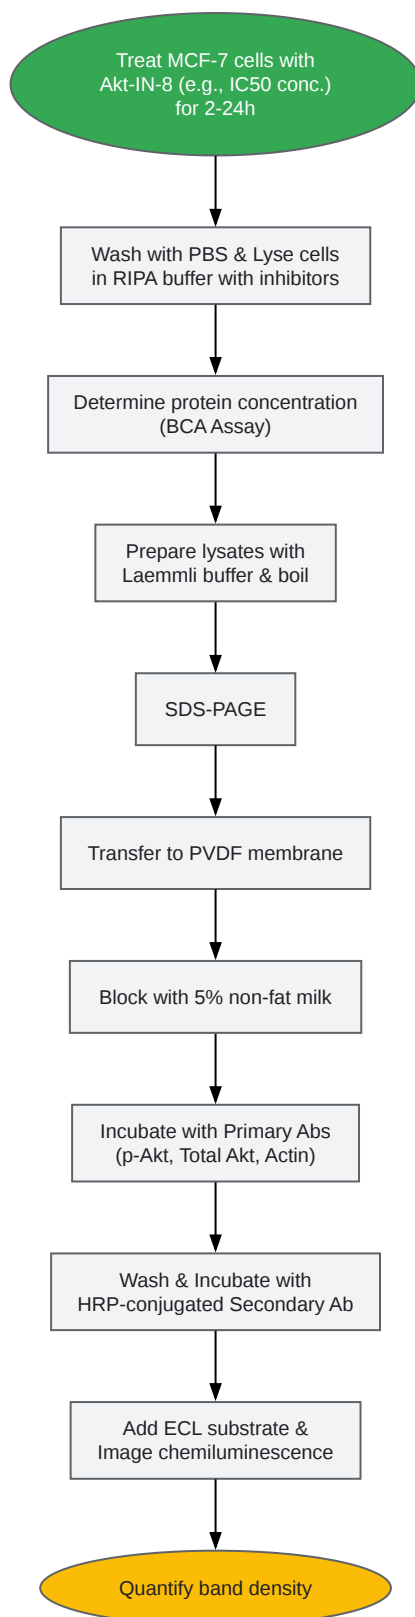 Treat MCF-7 cells with
Akt-IN-8 (e.g., IC50 conc.)
for 2-24h
Wash with PBS & Lyse cells
in RIPA buffer with inhibitors
Determine protein concentration
(BCA Assay)
Prepare lysates with
Laemmli buffer & boil
SDS-PAGE
Transfer to PVDF membrane
Block with 5% non-fat milk
Incubate with Primary Abs
(p-Akt, Total Akt, Actin)
Wash & Incubate with
HRP-conjugated Secondary Ab
Add ECL substrate &
Image chemiluminescence
Quantify band density